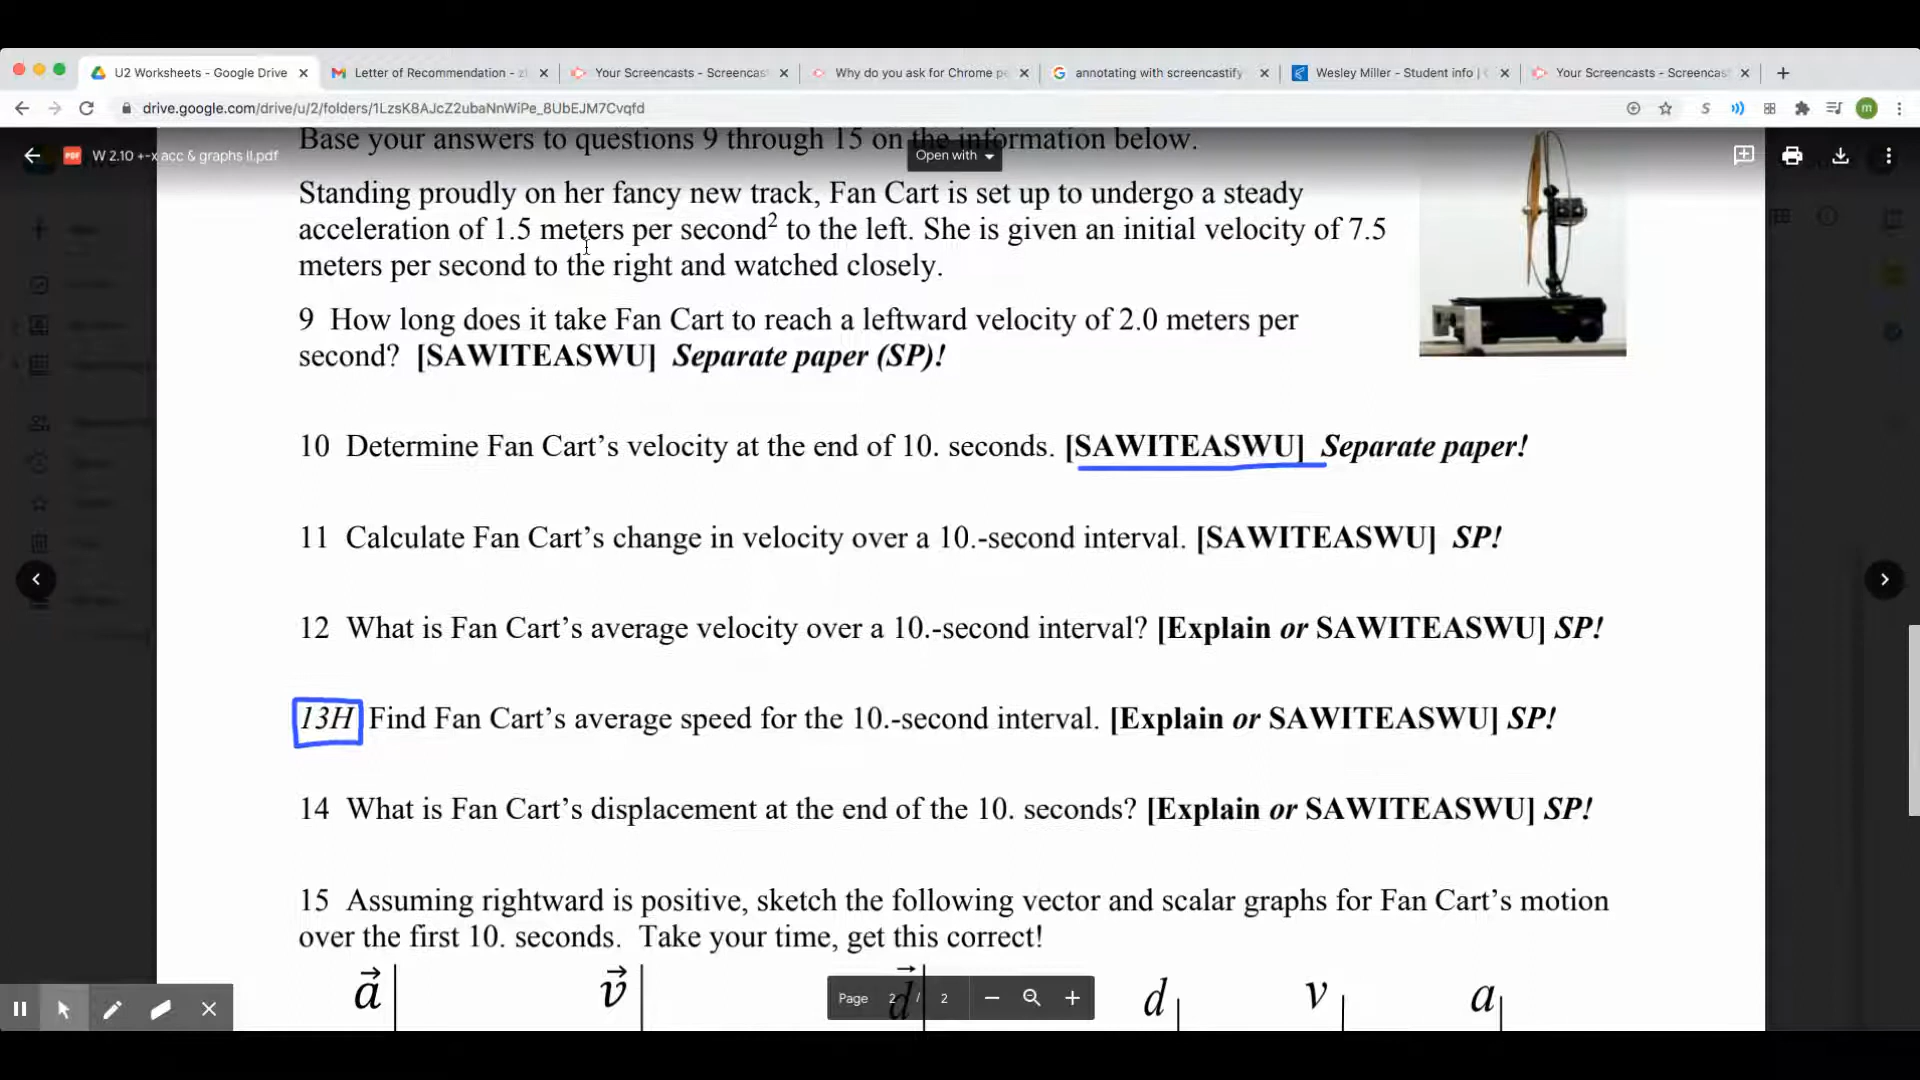 U2 Worksheets - Google Drive
Letter of Recommendation - z
Your Screencasts - Screencas
Why do you ask for Chrome pe
annotating with screencastify
Wesley Miller - Student info |
Your Screencasts - Screencas
drive.google.com/drive/u/2/folders/1LzsK8AJcZ2ubaNnWiPe_8UbEJM7Cvqfd
Base your answers to questions 9 through 15 on the information below.
PDF W 2.10 +-x acc & graphs II.pdf
Open with
Standing proudly on her fancy new track, Fan Cart is set up to undergo a steady
acceleration of 1.5 meters per second² to the left. She is given an initial velocity of 7.5
meters per second to the right and watched closely.
9 How long does it take Fan Cart to reach a leftward velocity of 2.0 meters per
second? [SAWITEASWU] Separate paper (SP)!
10 Determine Fan Cart’s velocity at the end of 10. seconds. [SAWITEASWU] Separate paper!
11 Calculate Fan Cart’s change in velocity over a 10.-second interval. [SAWITEASWU] SP!
12 What is Fan Cart’s average velocity over a 10.-second interval? [Explain or SAWITEASWU] SP!
13H Find Fan Cart’s average speed for the 10.-second interval. [Explain or SAWITEASWU] SP!
14 What is Fan Cart’s displacement at the end of the 10. seconds? [Explain or SAWITEASWU] SP!
15 Assuming rightward is positive, sketch the following vector and scalar graphs for Fan Cart’s motion
over the first 10. seconds. Take your time, get this correct!
a⃗ v⃗ d⃗ d v a
Page 2 / 2